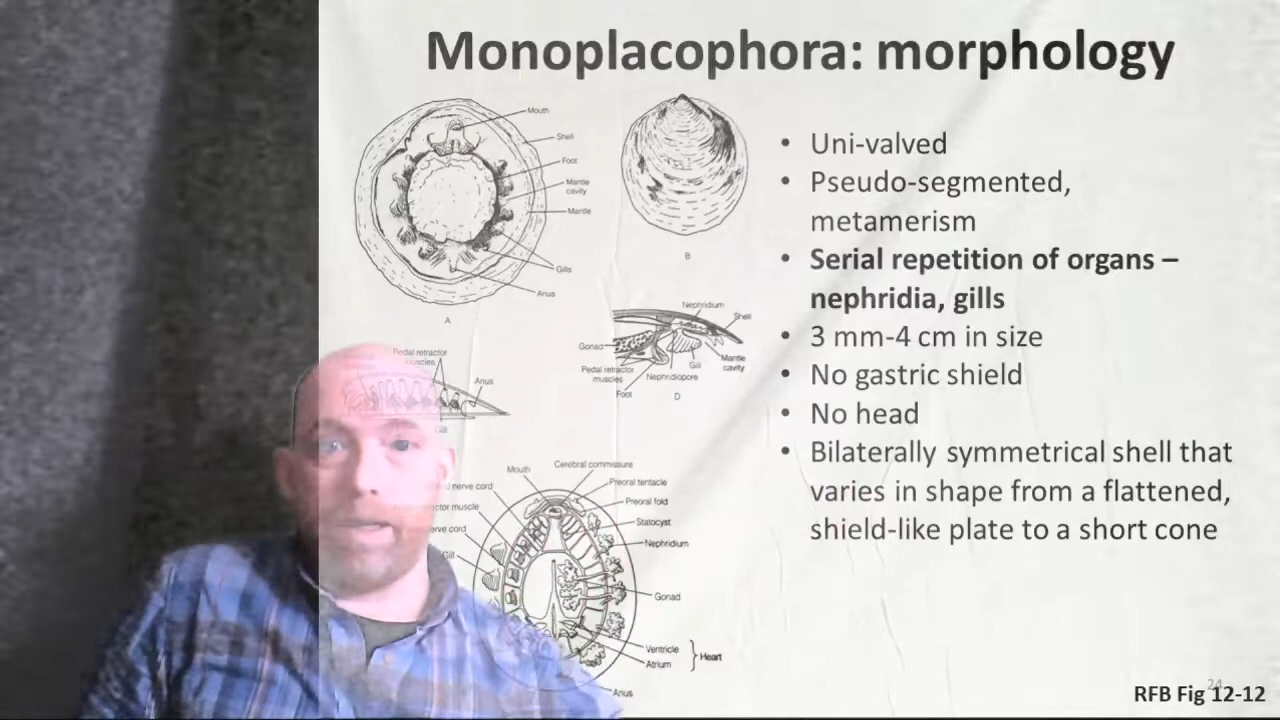 Monoplacophora: morphology
Mouth
Shell
Foot
Mantle
cavity
Mantle
Gills
Anus
A
B
Nephridium
Shell
Gonad
Mantle
cavity
Gill
Pedal retractor
muscles
Nephridiopore
Foot
D
Pedal retractor
muscles
Anus
Mouth
Cerebral commissure
Preoral tentacle
nerve cord
Preoral fold
Statocyst
Nephridium
Gill
Gonad
Ventricle
Heart
Atrium
Anus
• Uni-valved
• Pseudo-segmented,
metamerism
• Serial repetition of organs –
nephridia, gills
• 3 mm-4 cm in size
• No gastric shield
• No head
• Bilaterally symmetrical shell that
varies in shape from a flattened,
shield-like plate to a short cone
24
RFB Fig 12-12